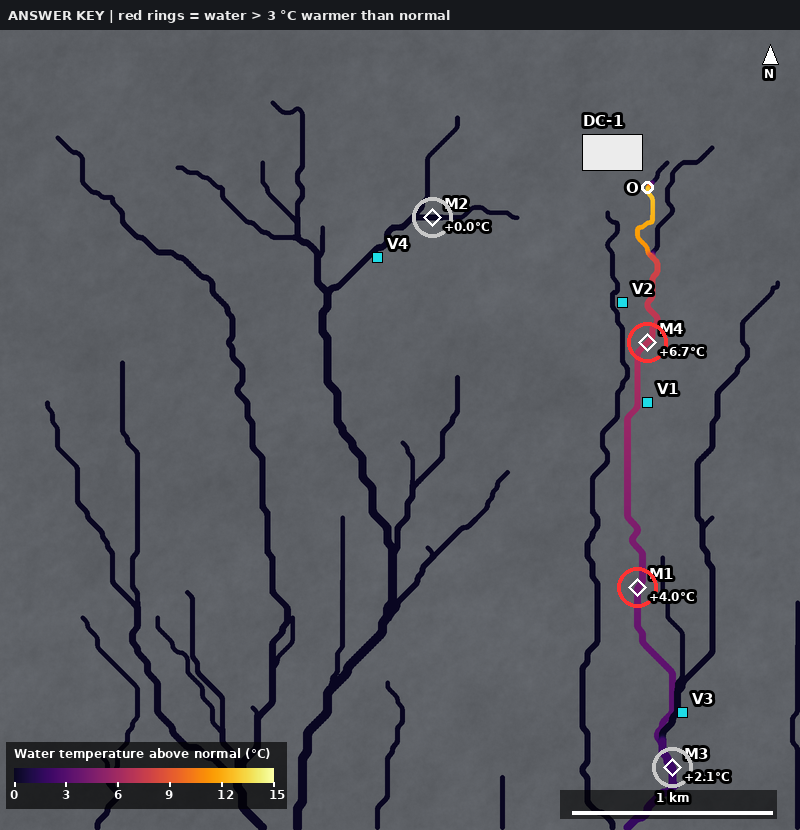 ANSWER KEY | red rings = water > 3 °C warmer than normal
N
DC-1
O
M2
+0.0°C
V4
V2
M4
+6.7°C
V1
M1
+4.0°C
V3
M3
+2.1°C
Water temperature above normal (°C)
0 3 6 9 12 15
1 km